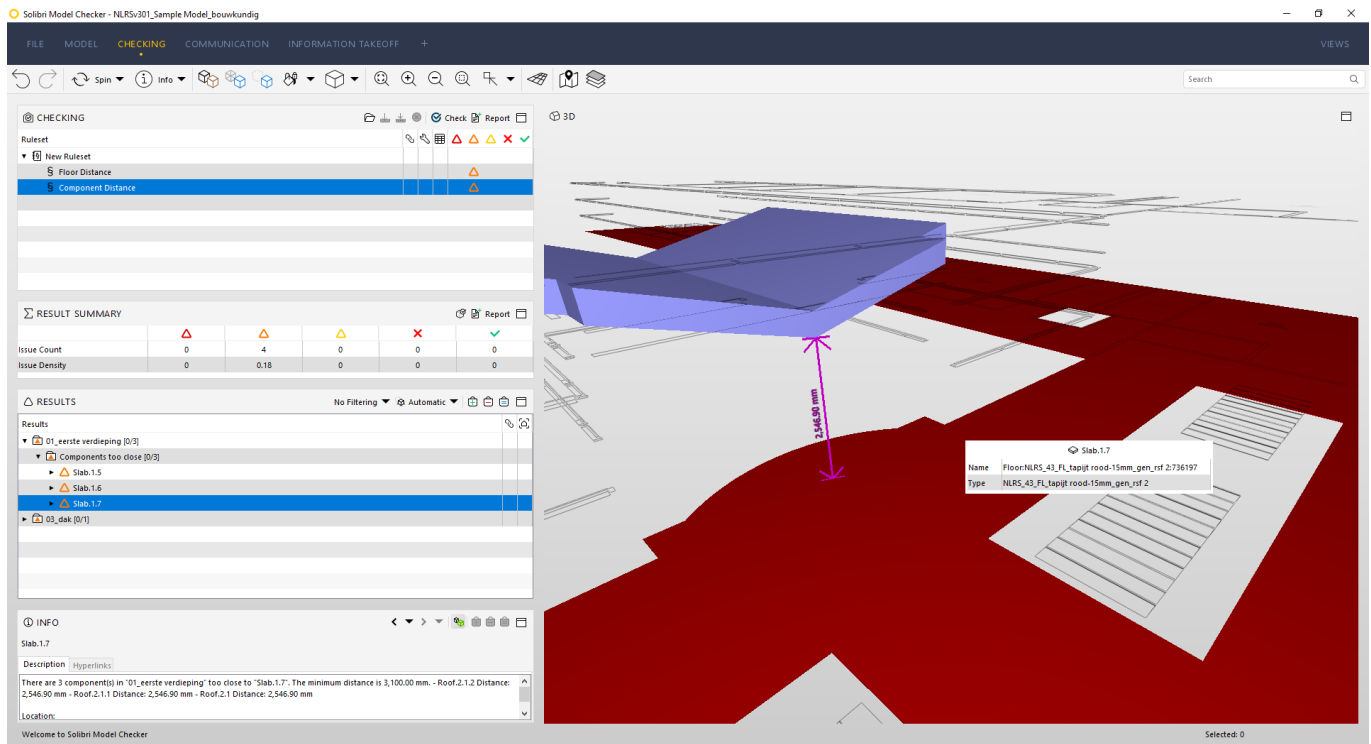 Solibri Model Checker - NLRSv301_Sample Model_bouwkundig
FILE MODEL CHECKING COMMUNICATION INFORMATION TAKEOFF + VIEWS
Spin Info Search
CHECKING Check Report
Ruleset
New Ruleset
§ Floor Distance
§ Component Distance
RESULT SUMMARY Report
Issue Count 0 4 0 0 0
Issue Density 0 0.18 0 0 0
RESULTS No Filtering Automatic
Results
01_eerste verdieping [0/3]
Components too close [0/3]
Slab.1.5
Slab.1.6
Slab.1.7
03_dak [0/1]
INFO
Slab.1.7
Description Hyperlinks
There are 3 component(s) in "01_eerste verdieping" too close to "Slab.1.7". The minimum distance is 3,100.00 mm. - Roof.2.1.2 Distance:
2,546.90 mm - Roof.2.1.1 Distance: 2,546.90 mm - Roof.2.1 Distance: 2,546.90 mm
Location:
3D
2,546.90 mm
Slab.1.7
Name Floor:NLRS_43_FL_tapijt rood-15mm_gen_rsf 2:736197
Type NLRS_43_FL_tapijt rood-15mm_gen_rsf 2
Welcome to Solibri Model Checker Selected: 0